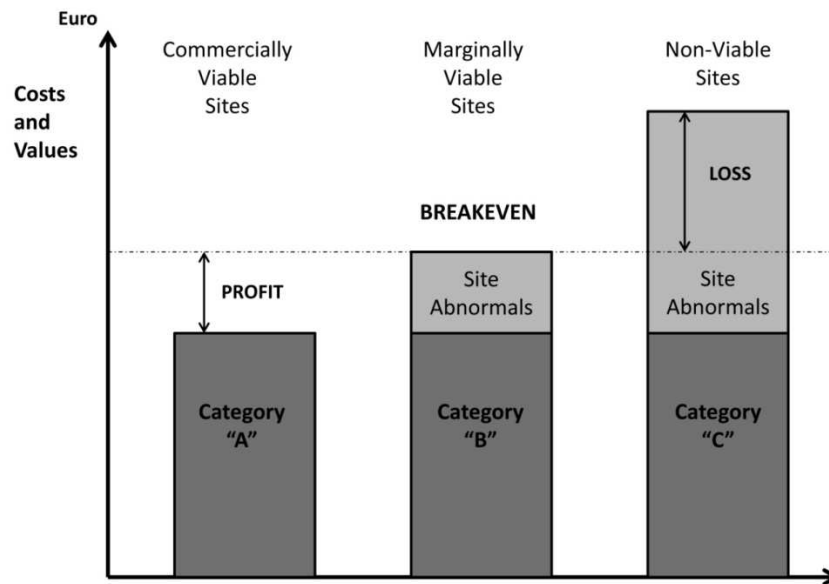 Euro
Costs
and
Values
Commercially
Viable
Sites
Marginally
Viable
Sites
Non-Viable
Sites
BREAKEVEN
LOSS
PROFIT
Site
Abnormals
Site
Abnormals
Category
“A”
Category
“B”
Category
“C”